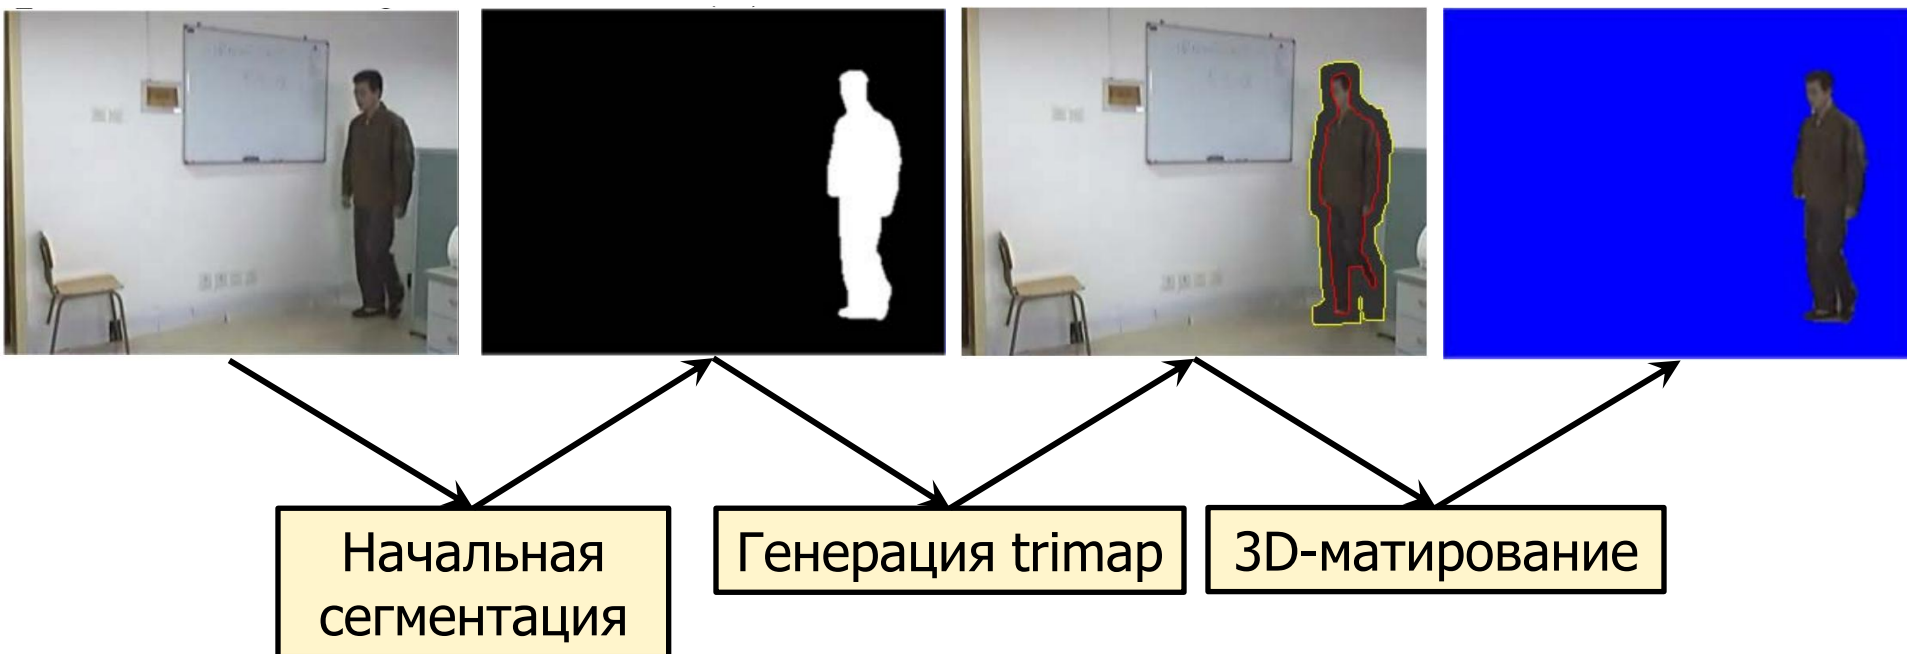 Начальная
сегментация
Генерация trimap
3D-матирование